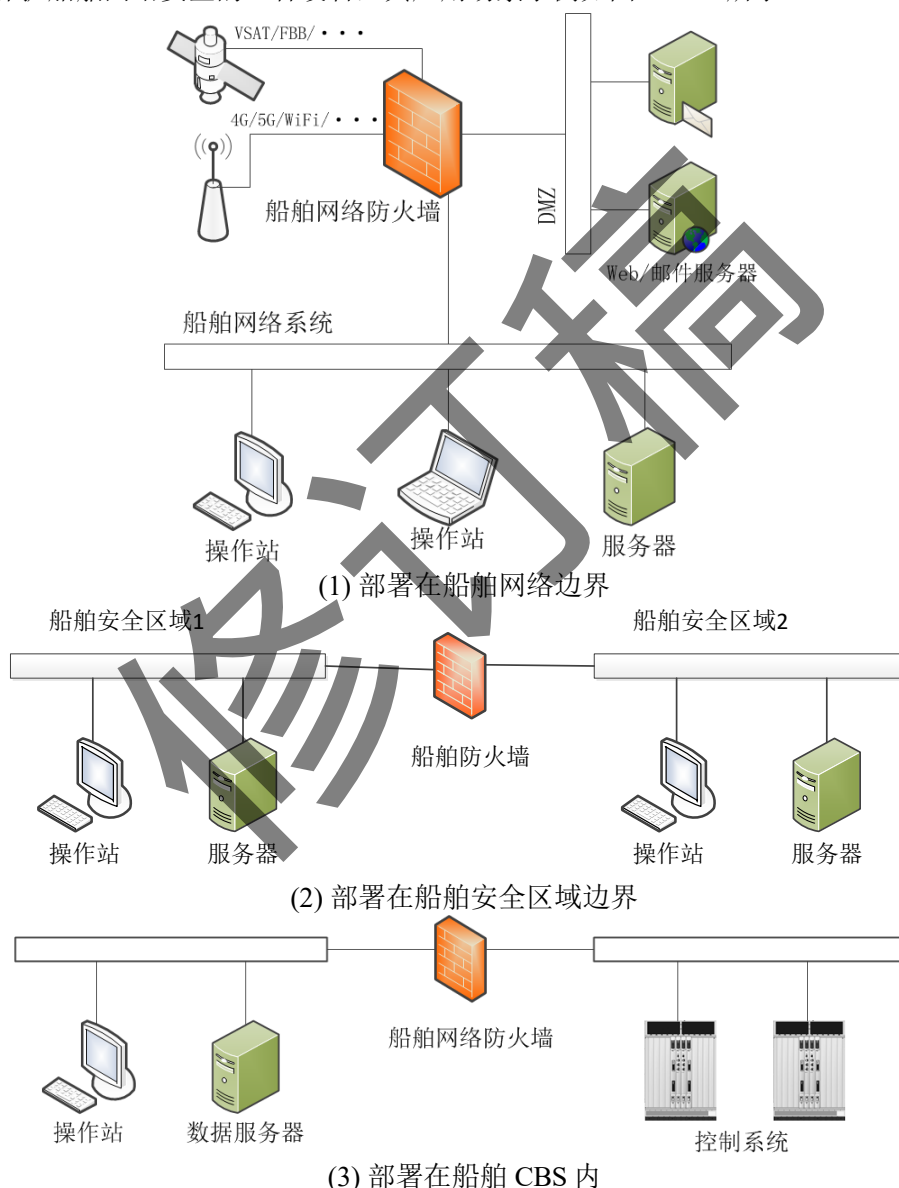 VSAT/FBB/···
4G/5G/WiFi/···
船舶网络防火墙
DMZ
Web/邮件服务器
船舶网络系统
操作站
操作站
服务器
(1) 部署在船舶网络边界
船舶安全区域1
船舶安全区域2
船舶防火墙
操作站
服务器
操作站
服务器
(2) 部署在船舶安全区域边界
船舶网络防火墙
操作站
数据服务器
控制系统
(3) 部署在船舶 CBS 内
修订稿